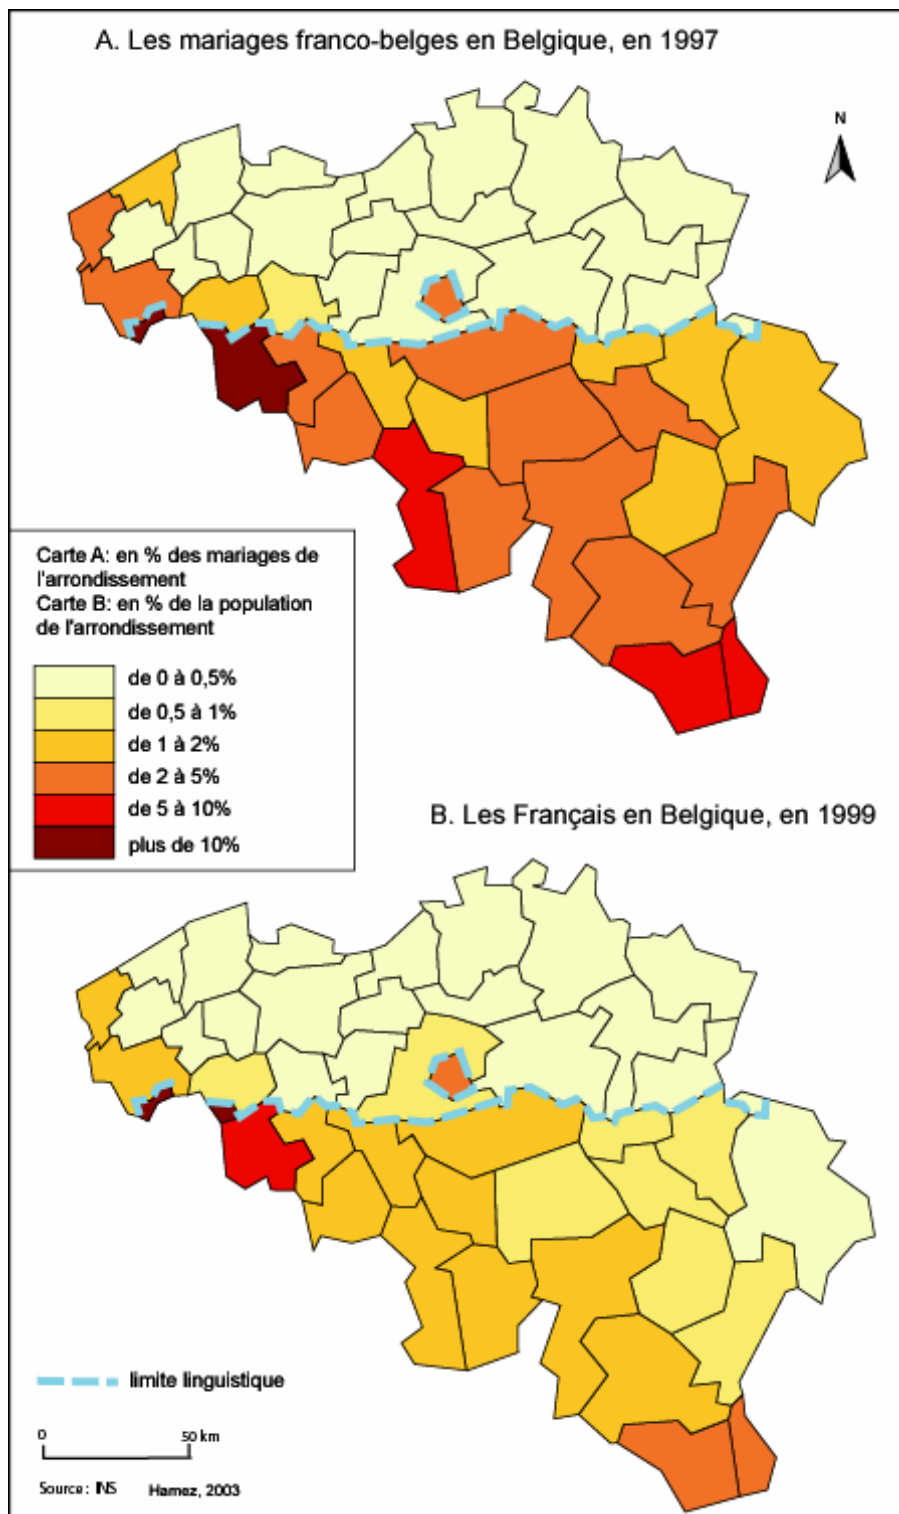 A. Les mariages franco-belges en Belgique, en 1997
N
Carte A: en % des mariages de
l'arrondissement
Carte B: en % de la population
de l'arrondissement
de 0 à 0,5%
de 0,5 à 1%
de 1 à 2%
de 2 à 5%
de 5 à 10%
plus de 10%
B. Les Français en Belgique, en 1999
limite linguistique
0 50 km
Source: INS Hamez, 2003